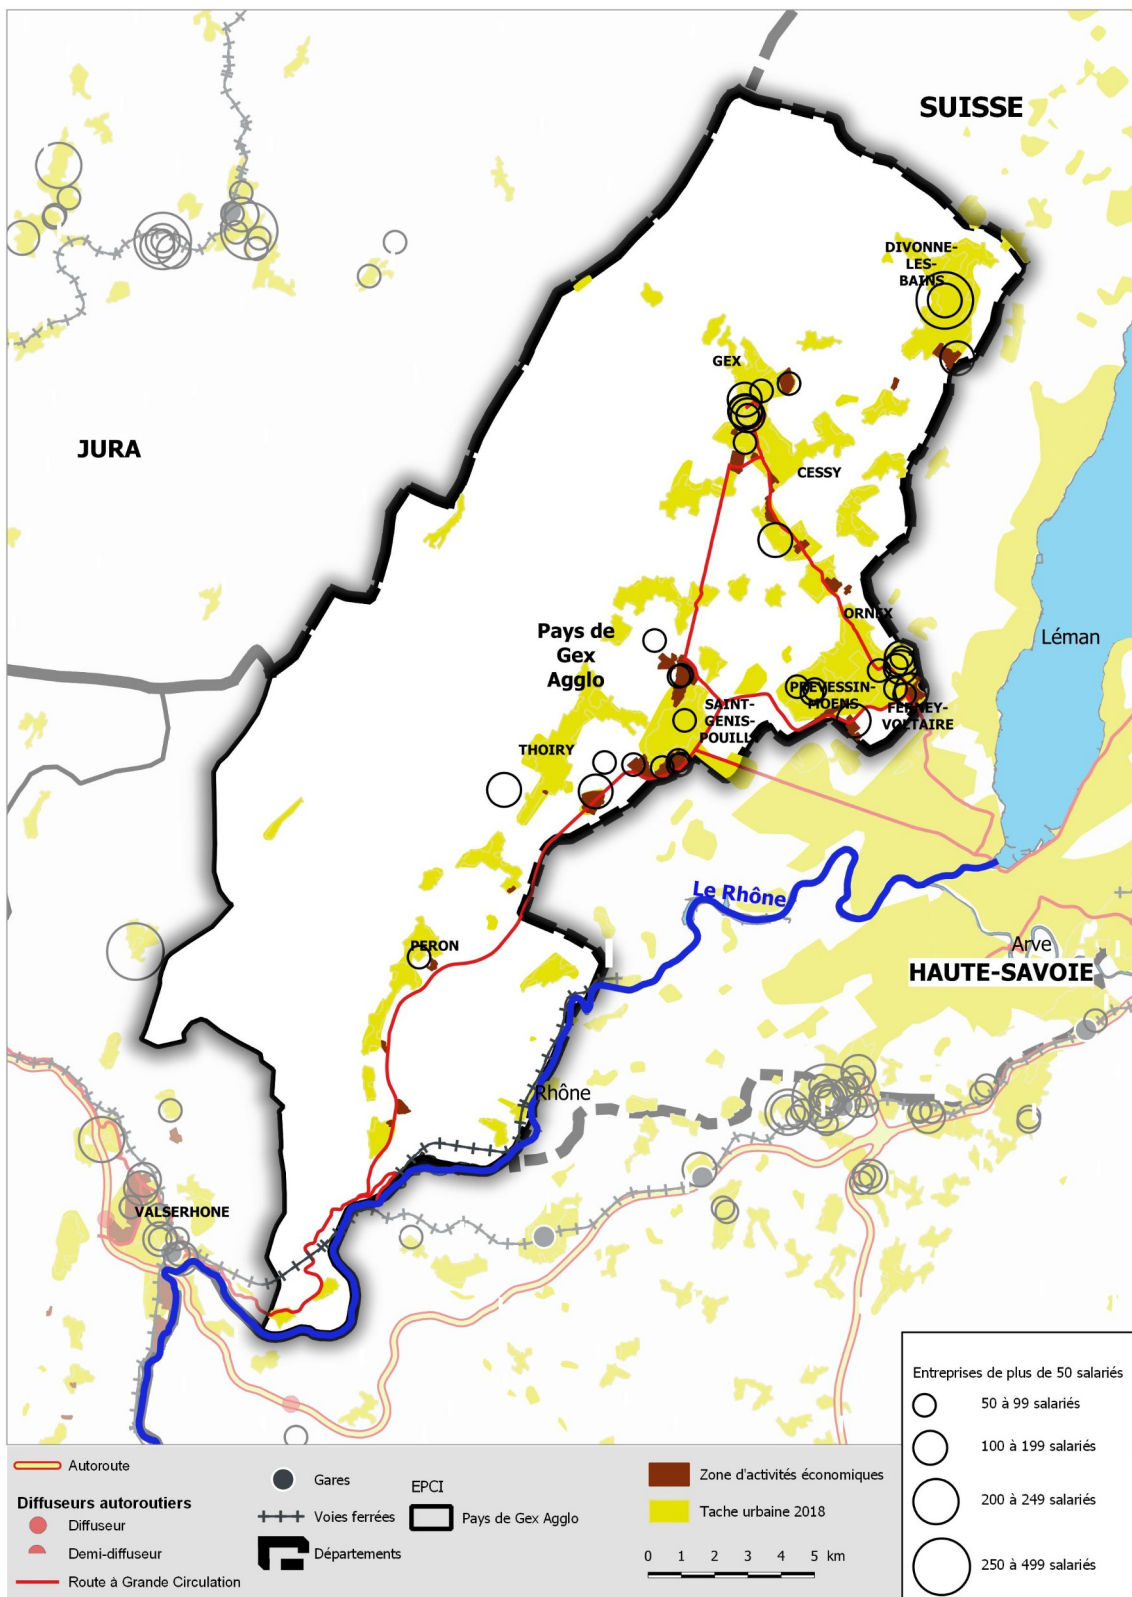 SUISSE
DIVONNE-
LES-
BAINS
GEX
JURA
CESSY
ORNEX
Léman
Pays de
Gex
Agglo
PREVESSIN-
MOENS
FERNEY-
VOLTAIRE
SAINT-
GENIS-
POUILLY
THOIRY
Le Rhône
PERON
Arve
HAUTE-SAVOIE
Rhône
VALSERHONE
Entreprises de plus de 50 salariés
50 à 99 salariés
100 à 199 salariés
200 à 249 salariés
250 à 499 salariés
Autoroute
Diffuseurs autoroutiers
Diffuseur
Demi-diffuseur
Route à Grande Circulation
Gares
Voies ferrées
Départements
EPCI
Pays de Gex Agglo
Zone d'activités économiques
Tache urbaine 2018
0 1 2 3 4 5 km